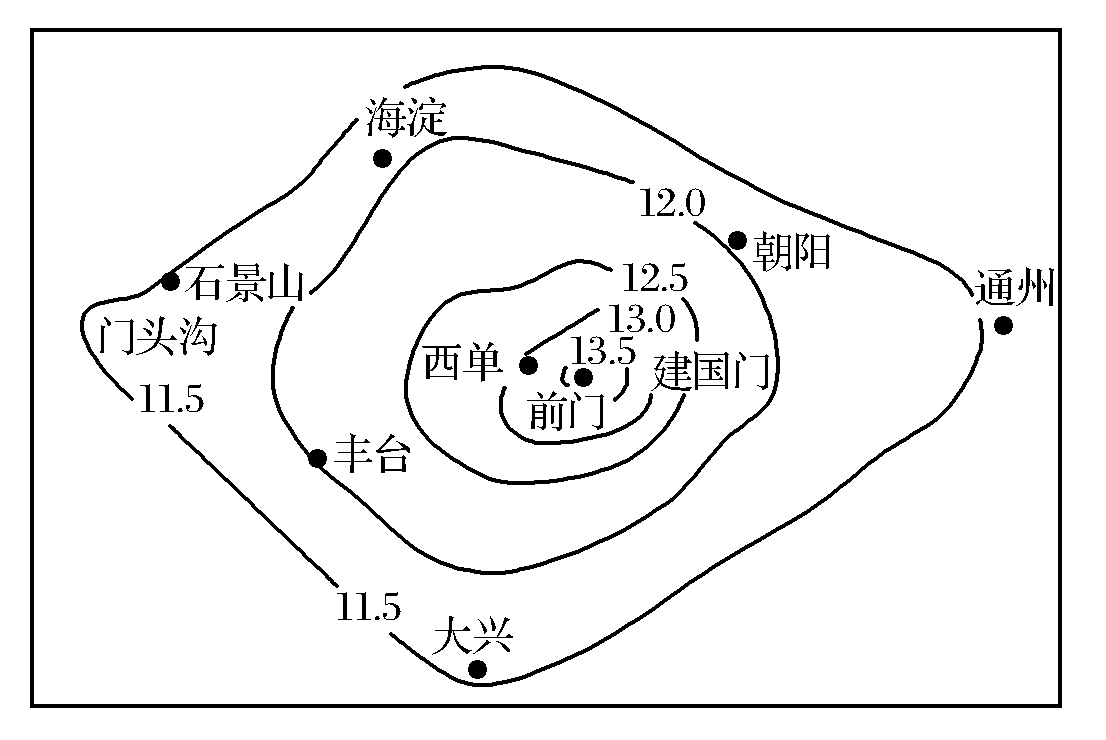 海淀
12.0
朝阳
石景山
12.5
通州
门头沟
13.0
13.5
西单
建国门
11.5
前门
丰台
11.5
大兴